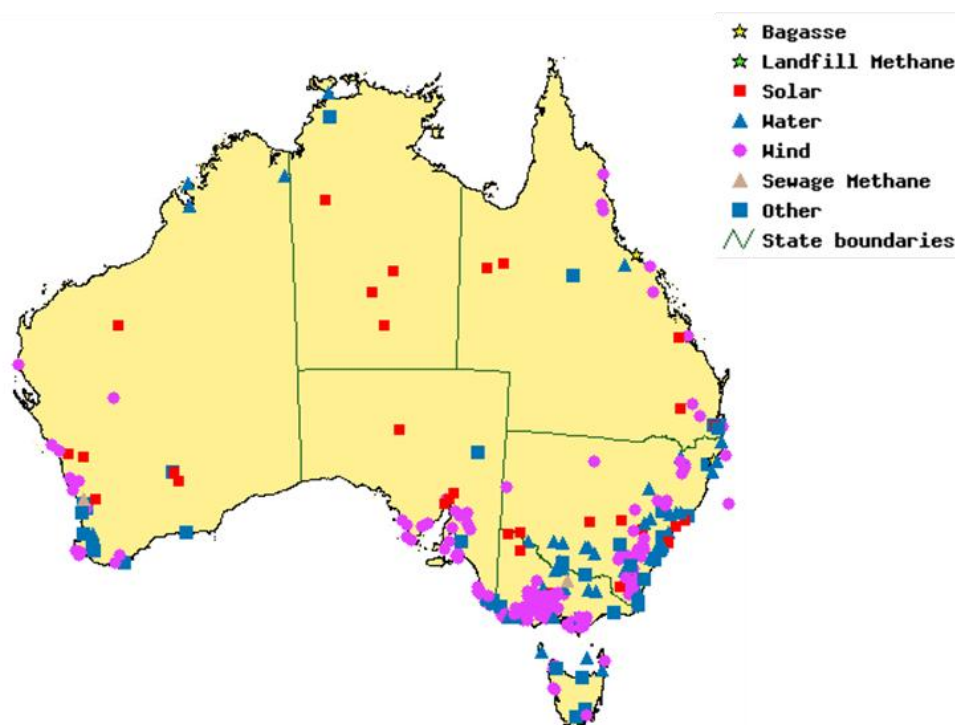 Bagasse
Landfill Methane
Solar
Water
Wind
Sewage Methane
Other
State boundaries